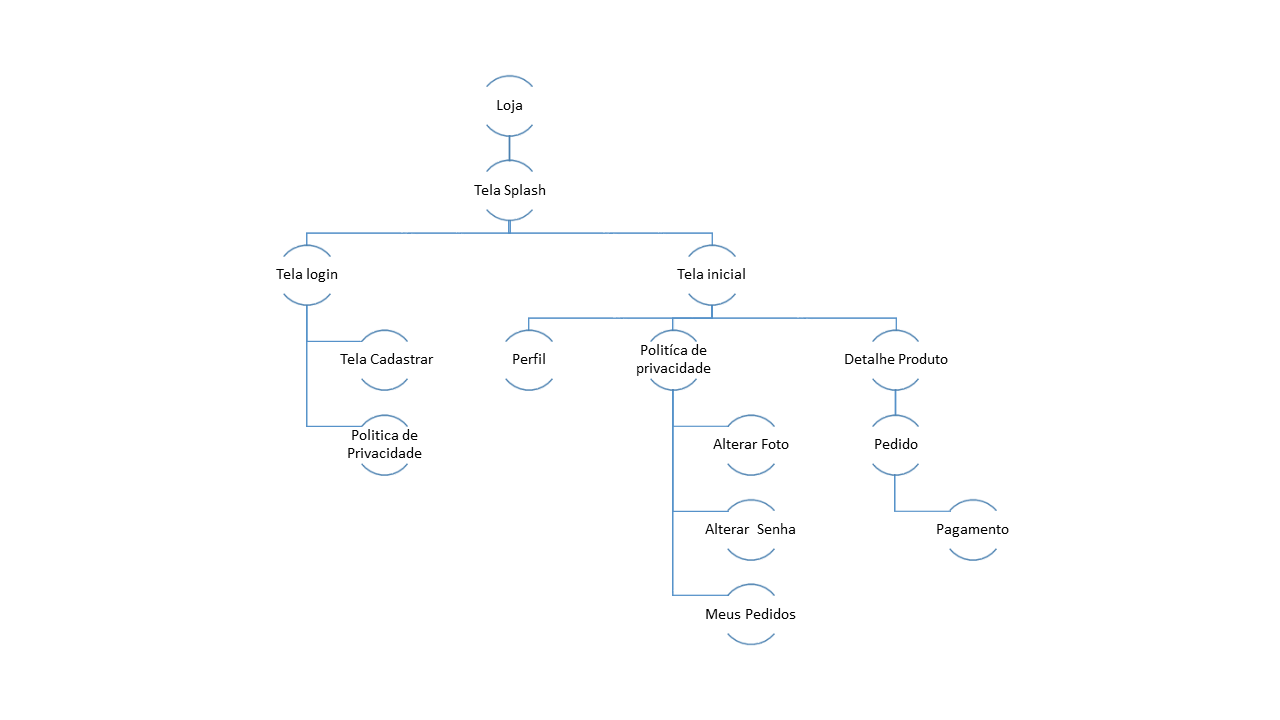 Loja
Tela Splash
Tela login
Tela inicial
Tela Cadastrar
Perfil
Politíca de
privacidade
Detalhe Produto
Politica de
Privacidade
Alterar Foto
Pedido
Alterar  Senha
Pagamento
Meus Pedidos